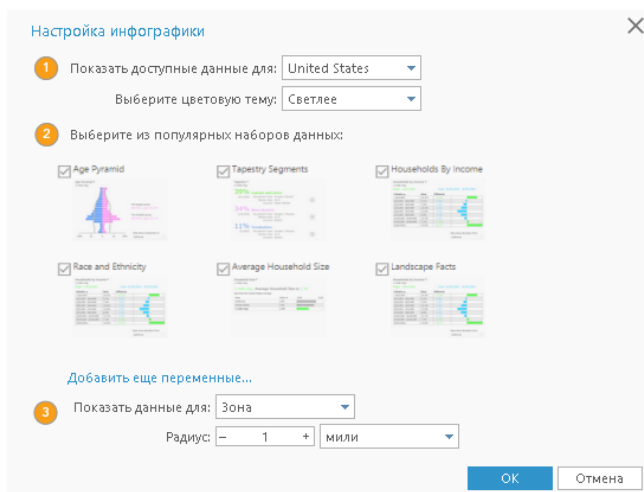 Настройка инфографики
1 Показать доступные данные для: United States
Выберите цветовую тему: Светлее
2 Выберите из популярных наборов данных:
Age Pyramid Tapestry Segments Households By Income
Race and Ethnicity Average Household Size Landscape Facts
Добавить еще переменные...
3 Показать данные для: Зона
Радиус: – 1 + мили
OK Отмена